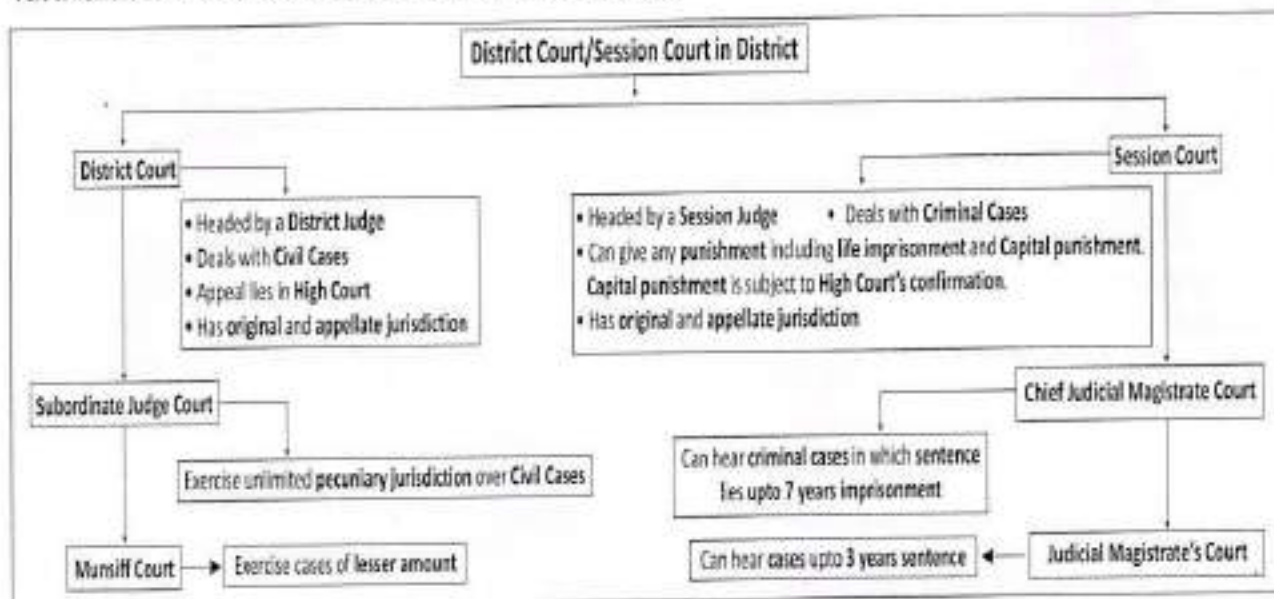 District Court/Session Court in District
District Court
Session Court
• Headed by a District Judge
• Deals with Civil Cases
• Appeal lies in High Court
• Has original and appellate jurisdiction
• Headed by a Session Judge • Deals with Criminal Cases
• Can give any punishment including life imprisonment and Capital punishment.
Capital punishment is subject to High Court's confirmation.
• Has original and appellate jurisdiction
Subordinate Judge Court
Chief Judicial Magistrate Court
Exercise unlimited pecuniary jurisdiction over Civil Cases
Can hear criminal cases in which sentence
lies upto 7 years imprisonment
Munsiff Court
Exercise cases of lesser amount
Can hear cases upto 3 years sentence
Judicial Magistrate's Court